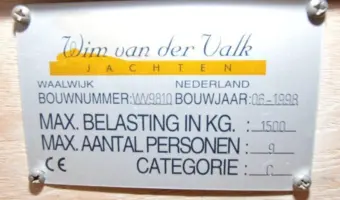 Wim van der Valk
JACHTEN
WAALWIJK NEDERLAND
BOUWNUMMER: WV9810 BOUWJAAR: 06-1998
MAX. BELASTING IN KG. : 1500
MAX. AANTAL PERSONEN : 9
CE CATEGORIE : C